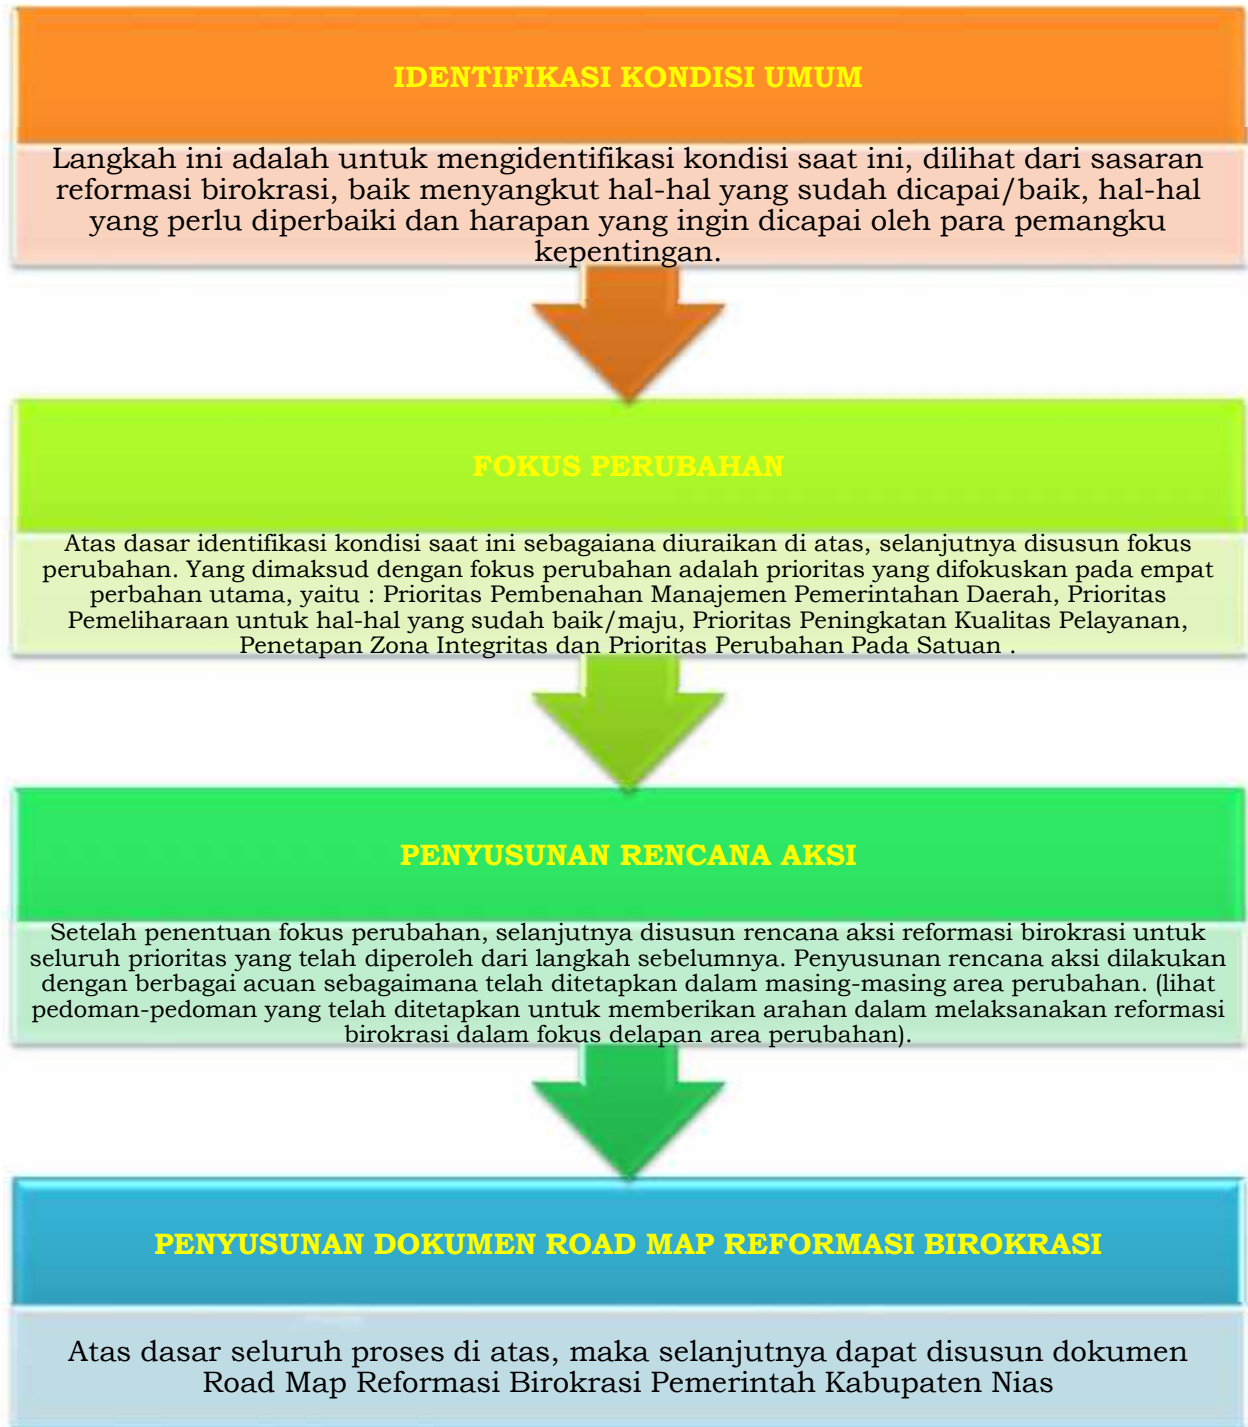 IDENTIFIKASI KONDISI UMUM
Langkah ini adalah untuk mengidentifikasi kondisi saat ini, dilihat dari sasaran
reformasi birokrasi, baik menyangkut hal-hal yang sudah dicapai/baik, hal-hal
yang perlu diperbaiki dan harapan yang ingin dicapai oleh para pemangku
kepentingan.
FOKUS PERUBAHAN
Atas dasar identifikasi kondisi saat ini sebagaiana diuraikan di atas, selanjutnya disusun fokus
perubahan. Yang dimaksud dengan fokus perubahan adalah prioritas yang difokuskan pada empat
perbahan utama, yaitu : Prioritas Pembenahan Manajemen Pemerintahan Daerah, Prioritas
Pemeliharaan untuk hal-hal yang sudah baik/maju, Prioritas Peningkatan Kualitas Pelayanan,
Penetapan Zona Integritas dan Prioritas Perubahan Pada Satuan .
PENYUSUNAN RENCANA AKSI
Setelah penentuan fokus perubahan, selanjutnya disusun rencana aksi reformasi birokrasi untuk
seluruh prioritas yang telah diperoleh dari langkah sebelumnya. Penyusunan rencana aksi dilakukan
dengan berbagai acuan sebagaimana telah ditetapkan dalam masing-masing area perubahan. (lihat
pedoman-pedoman yang telah ditetapkan untuk memberikan arahan dalam melaksanakan reformasi
birokrasi dalam fokus delapan area perubahan).
PENYUSUNAN DOKUMEN ROAD MAP REFORMASI BIROKRASI
Atas dasar seluruh proses di atas, maka selanjutnya dapat disusun dokumen
Road Map Reformasi Birokrasi Pemerintah Kabupaten Nias